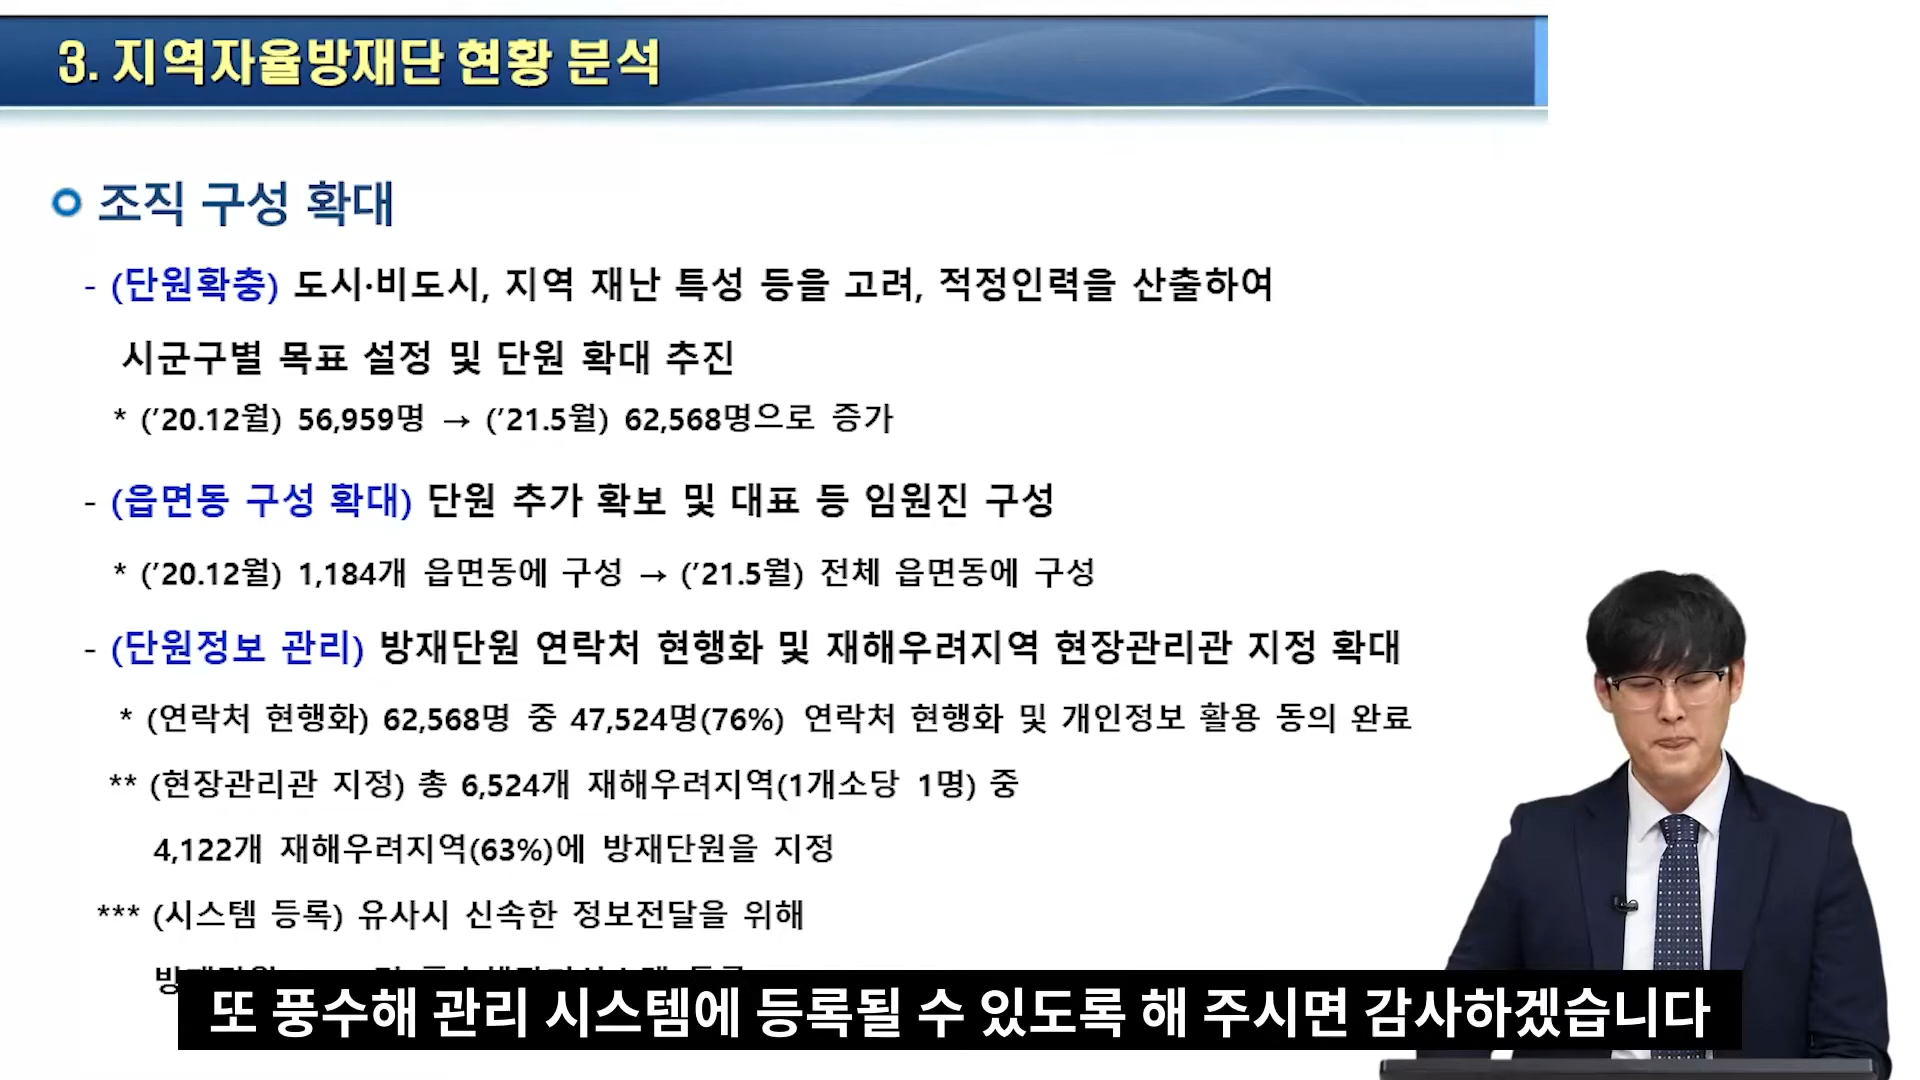 3. 지역자율방재단 현황 분석
조직 구성 확대
- (단원확충) 도시·비도시, 지역 재난 특성 등을 고려, 적정인력을 산출하여
시군구별 목표 설정 및 단원 확대 추진
* ('20.12월) 56,959명 → ('21.5월) 62,568명으로 증가
- (읍면동 구성 확대) 단원 추가 확보 및 대표 등 임원진 구성
* ('20.12월) 1,184개 읍면동에 구성 → ('21.5월) 전체 읍면동에 구성
- (단원정보 관리) 방재단원 연락처 현행화 및 재해우려지역 현장관리관 지정 확대
* (연락처 현행화) 62,568명 중 47,524명(76%) 연락처 현행화 및 개인정보 활용 동의 완료
** (현장관리관 지정) 총 6,524개 재해우려지역(1개소당 1명) 중
4,122개 재해우려지역(63%)에 방재단원을 지정
*** (시스템 등록) 유사시 신속한 정보전달을 위해
또 풍수해 관리 시스템에 등록될 수 있도록 해 주시면 감사하겠습니다